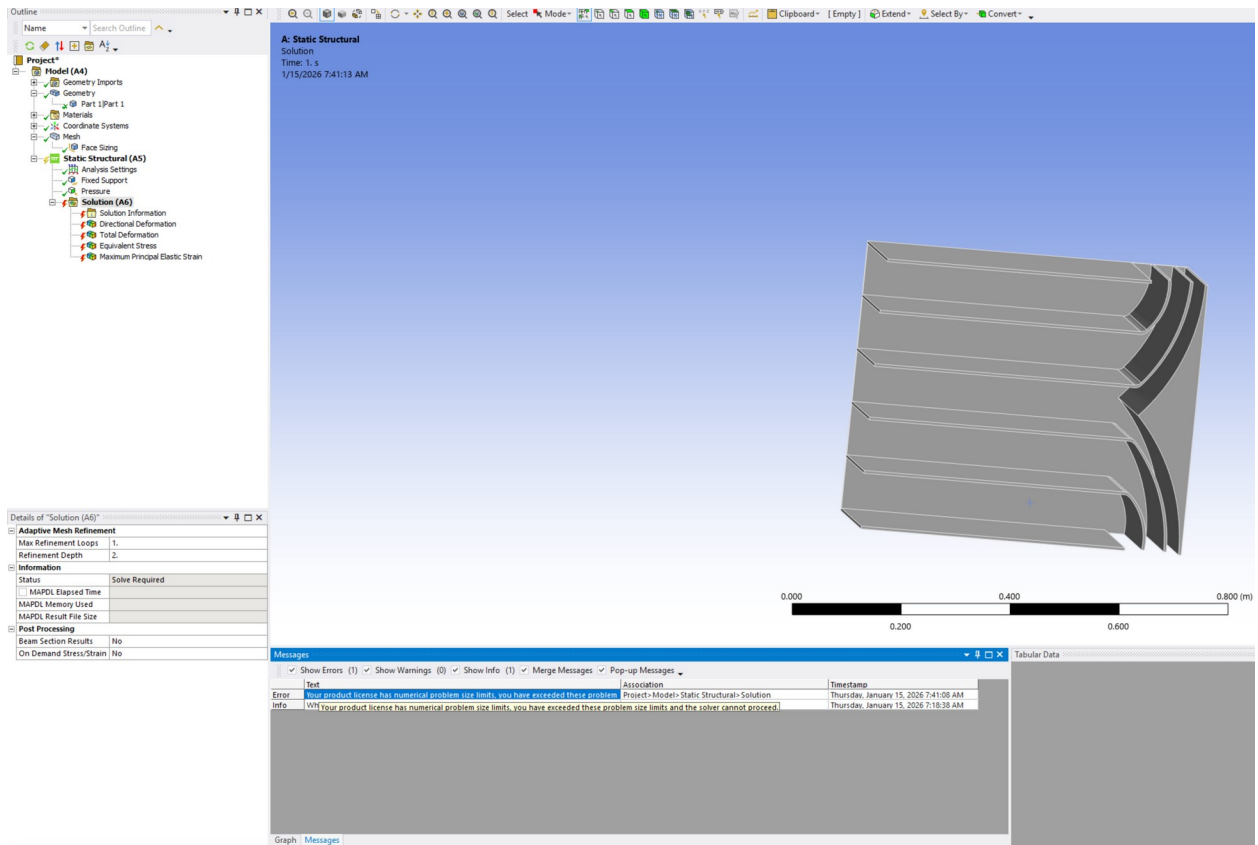 Outline
Name Search Outline
Project*
Model (A4)
Geometry Imports
Geometry
Part 1|Part 1
Materials
Coordinate Systems
Mesh
Face Sizing
Static Structural (A5)
Analysis Settings
Fixed Support
Pressure
Solution (A6)
Solution Information
Directional Deformation
Total Deformation
Equivalent Stress
Maximum Principal Elastic Strain
Details of "Solution (A6)"
Adaptive Mesh Refinement
Max Refinement Loops 1.
Refinement Depth 2.
Information
Status Solve Required
MAPDL Elapsed Time
MAPDL Memory Used
MAPDL Result File Size
Post Processing
Beam Section Results No
On Demand Stress/Strain No
Select Mode Clipboard [ Empty ] Extend Select By Convert
A: Static Structural
Solution
Time: 1. s
1/15/2026 7:41:13 AM
0.000 0.400 0.800 (m)
0.200 0.600
Messages
Show Errors (1) Show Warnings (0) Show Info (1) Merge Messages Pop-up Messages
Text Association Timestamp
Error Your product license has numerical problem size limits, you have exceeded these problem Project>Model>Static Structural>Solution Thursday, January 15, 2026 7:41:08 AM
Info Wh Thursday, January 15, 2026 7:18:38 AM
Your product license has numerical problem size limits, you have exceeded these problem size limits and the solver cannot proceed.
Graph Messages
Tabular Data